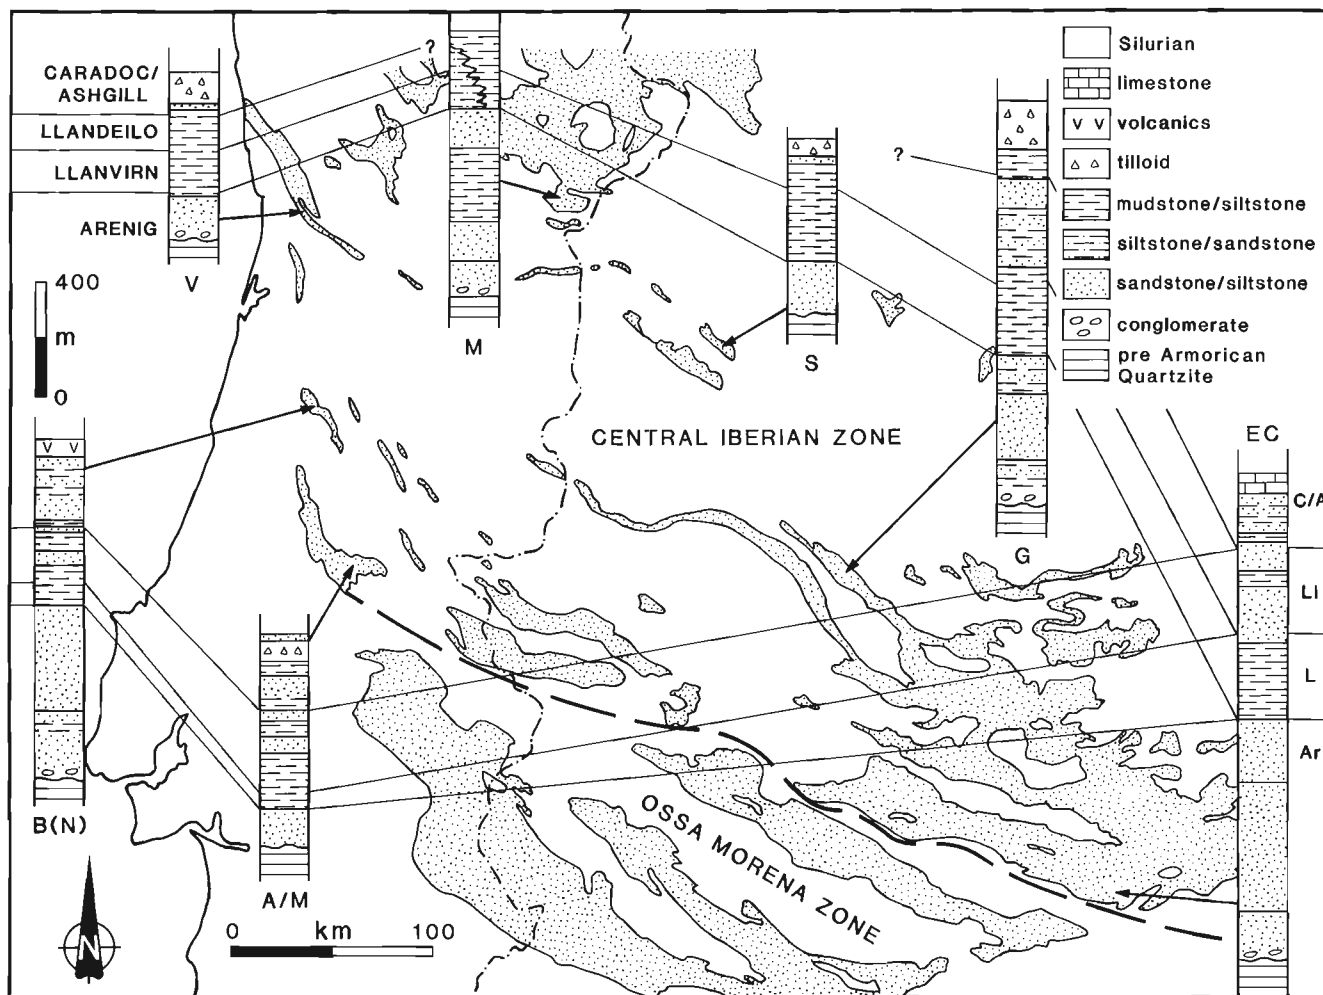 CARADOC/
ASHGILL
LLANDEILO
LLANVIRN
ARENIG
V
?
M
S
?
G
Silurian
limestone
V V volcanics
tilloid
mudstone/siltstone
siltstone/sandstone
sandstone/siltstone
conglomerate
pre Armorican
Quartzite
400
m
0
CENTRAL IBERIAN ZONE
EC
C/A
Ll
L
Ar
V V
B(N)
A/M
OSSA MORENA ZONE
N
0 km 100